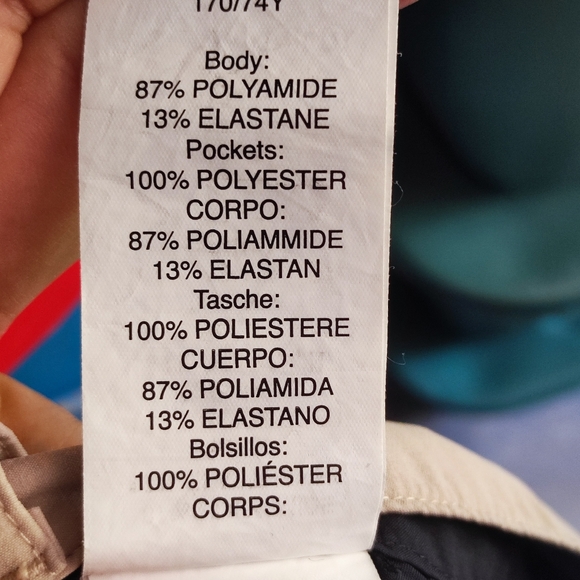 170/74Y
Body:
87% POLYAMIDE
13% ELASTANE
Pockets:
100% POLYESTER
CORPO:
87% POLIAMMIDE
13% ELASTAN
Tasche:
100% POLIESTERE
CUERPO:
87% POLIAMIDA
13% ELASTANO
Bolsillos:
100% POLIÉSTER
CORPS: